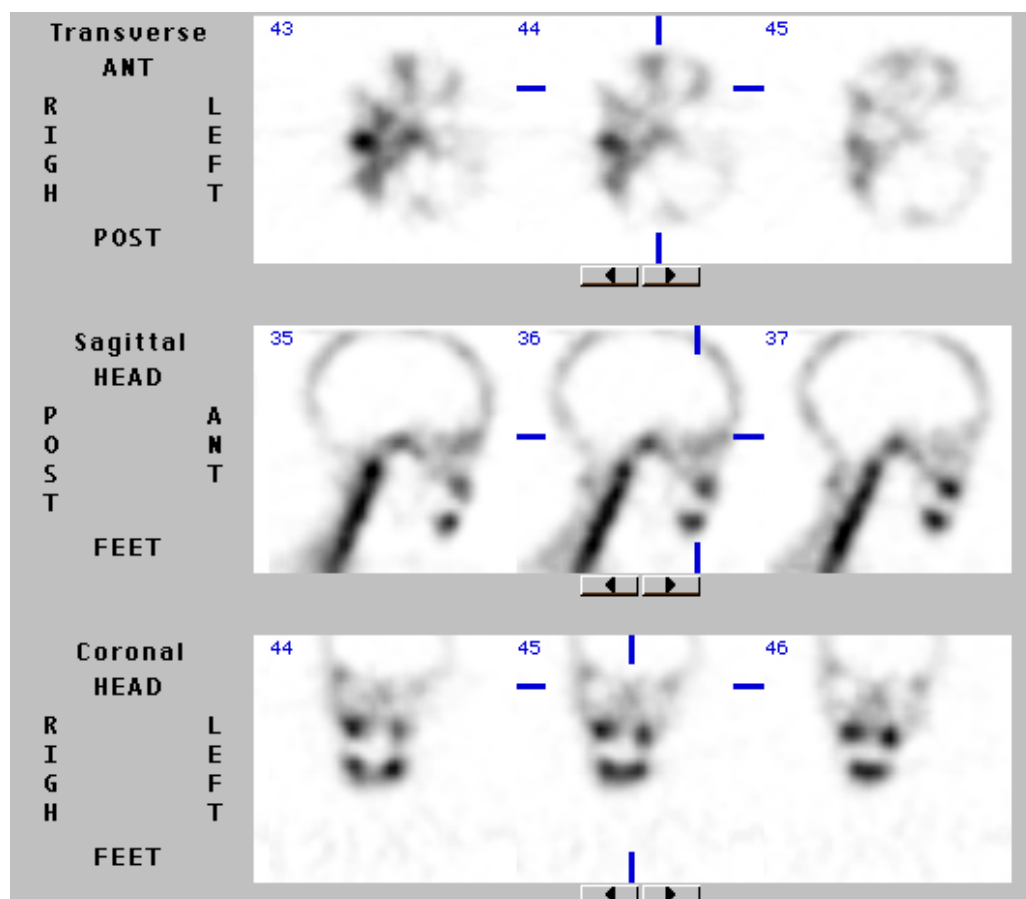 Transverse
ANT
43
44
45
R L
I E
G F
H T
POST
Sagittal
HEAD
35
36
37
P A
O N
S T
T
FEET
Coronal
HEAD
44
45
46
R L
I E
G F
H T
FEET